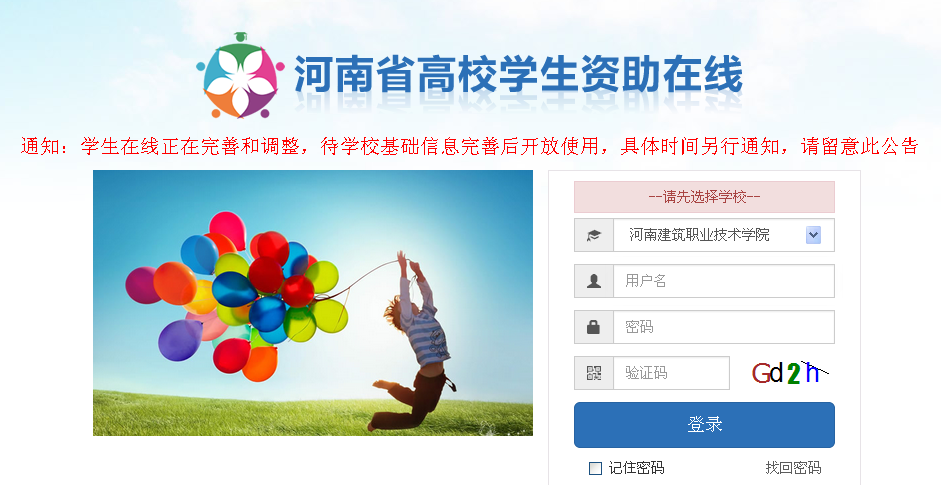 河南省高校学生资助在线
通知：学生在线正在完善和调整，待学校基础信息完善后开放使用，具体时间另行通知，请留意此公告
--请先选择学校--
河南建筑职业技术学院
用户名
密码
验证码
Gd2h
登录
记住密码 找回密码